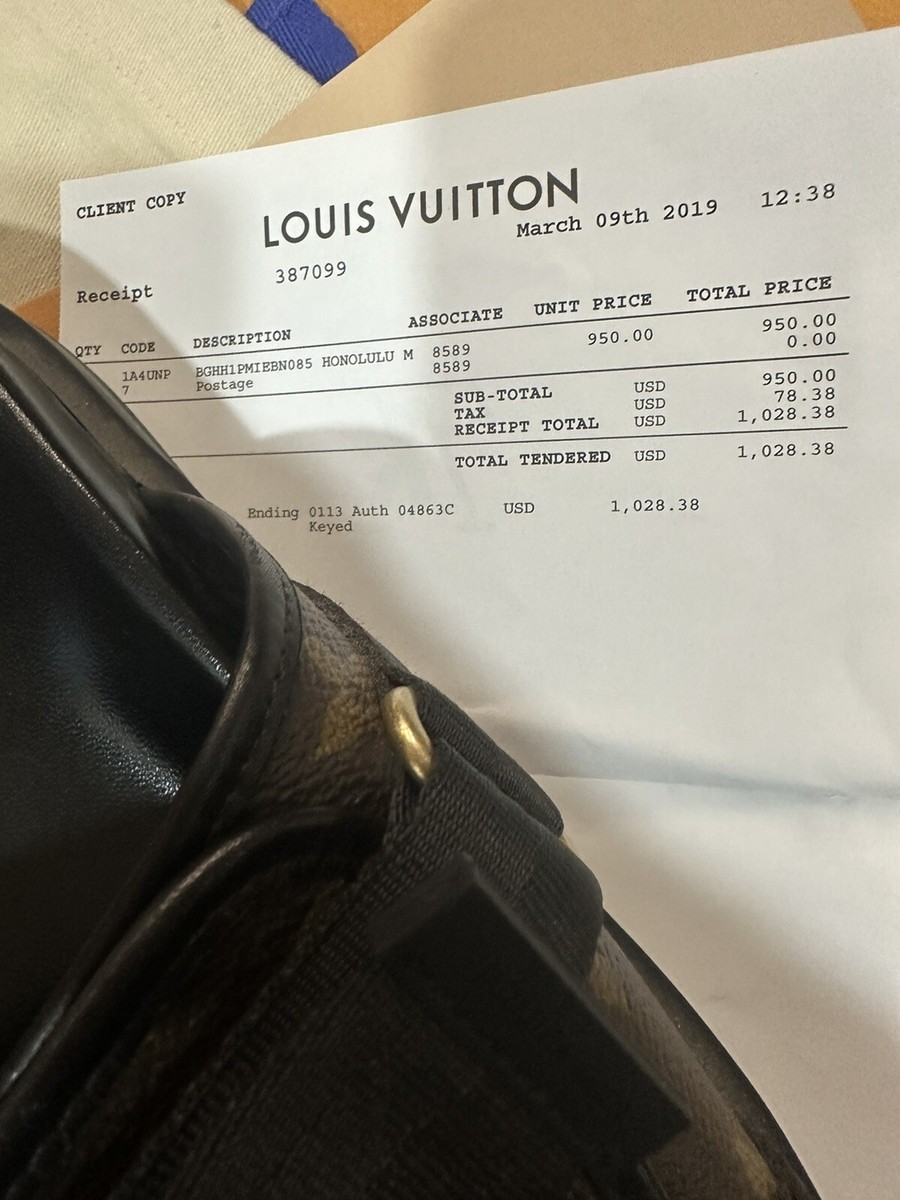 CLIENT COPY
LOUIS VUITTON
March 09th 2019 12:38
Receipt 387099
QTY CODE DESCRIPTION ASSOCIATE UNIT PRICE TOTAL PRICE
1A4UNP BGHH1PMIEBN085 HONOLULU M 8589 950.00 950.00
7 Postage 8589 0.00
SUB-TOTAL USD 950.00
TAX USD 78.38
RECEIPT TOTAL USD 1,028.38
TOTAL TENDERED USD 1,028.38
Ending 0113 Auth 04863C USD 1,028.38
Keyed